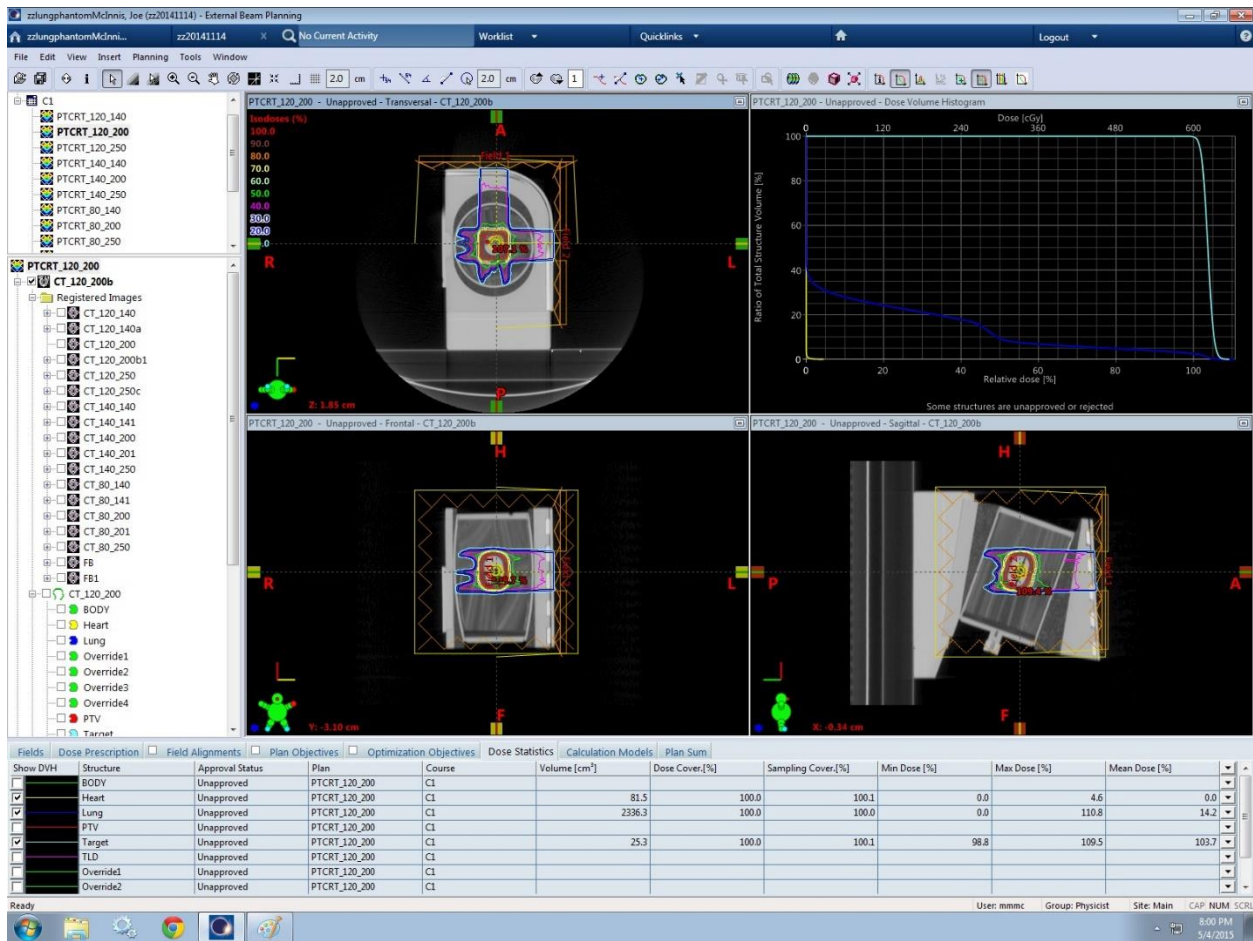 zzlungphantomMcInnis, Joe (zz20141114) - External Beam Planning
zzlungphantomMcInni... zz20141114 X No Current Activity Worklist Quicklinks Logout
File Edit View Insert Planning Tools Window
2.0 cm 2.0 cm 1
C1
PTCRT_120_140
PTCRT_120_200
PTCRT_120_250
PTCRT_140_140
PTCRT_140_200
PTCRT_140_250
PTCRT_80_140
PTCRT_80_200
PTCRT_80_250
PTCRT_120_200
CT_120_200b
Registered Images
CT_120_140
CT_120_140a
CT_120_200
CT_120_200b1
CT_120_250
CT_120_250c
CT_140_140
CT_140_141
CT_140_200
CT_140_201
CT_140_250
CT_80_140
CT_80_141
CT_80_200
CT_80_201
CT_80_250
FB
FB1
CT_120_200
BODY
Heart
Lung
Override1
Override2
Override3
Override4
PTV
Target
PTCRT_120_200 - Unapproved - Transversal - CT_120_200b
Isodoses (%)
100.0
90.0
80.0
70.0
60.0
50.0
40.0
30.0
20.0
A
Field 1
Field 2
R
L
P
Z: 1.85 cm
PTCRT_120_200 - Unapproved - Dose Volume Histogram
Dose [cGy]
0 120 240 360 480 600
Ratio of Total Structure Volume [%]
100
80
60
40
20
0
0 20 40 60 80 100
Relative dose [%]
Some structures are unapproved or rejected
PTCRT_120_200 - Unapproved - Frontal - CT_120_200b
H
R
L
F
Y: -3.10 cm
PTCRT_120_200 - Unapproved - Sagittal - CT_120_200b
H
P
A
F
X: -0.34 cm
Fields Dose Prescription Field Alignments Plan Objectives Optimization Objectives Dose Statistics Calculation Models Plan Sum
Show DVH Structure Approval Status Plan Course Volume [cm³] Dose Cover.[%] Sampling Cover.[%] Min Dose [%] Max Dose [%] Mean Dose [%]
BODY Unapproved PTCRT_120_200 C1
Heart Unapproved PTCRT_120_200 C1 81.5 100.0 100.1 0.0 4.6 0.0
Lung Unapproved PTCRT_120_200 C1 2336.3 100.0 100.0 0.0 110.8 14.2
PTV Unapproved PTCRT_120_200 C1
Target Unapproved PTCRT_120_200 C1 25.3 100.0 100.1 98.8 109.5 103.7
TLD Unapproved PTCRT_120_200 C1
Override1 Unapproved PTCRT_120_200 C1
Override2 Unapproved PTCRT_120_200 C1
Ready User: mmmc Group: Physicist Site: Main CAP NUM SCRL
8:00 PM
5/4/2015